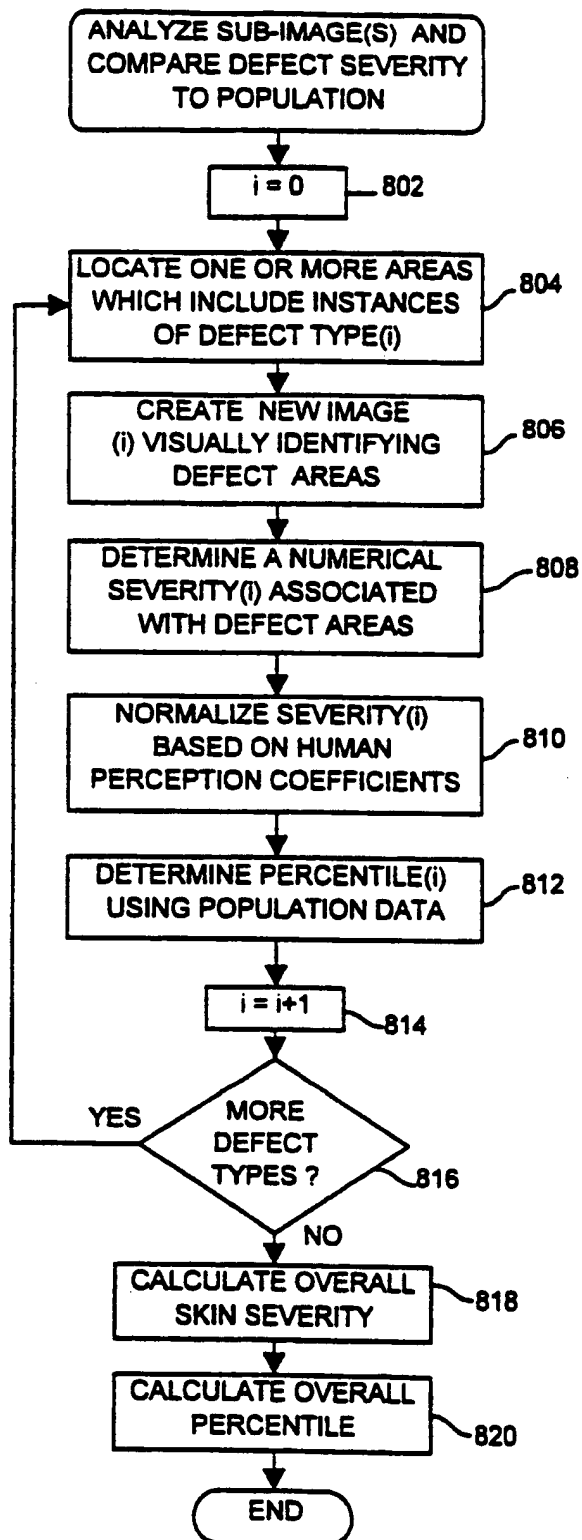 ANALYZE SUB-IMAGE(S) AND
COMPARE DEFECT SEVERITY
TO POPULATION
i = 0
802
LOCATE ONE OR MORE AREAS
WHICH INCLUDE INSTANCES
OF DEFECT TYPE(i)
804
CREATE NEW IMAGE
(i) VISUALLY IDENTIFYING
DEFECT AREAS
806
DETERMINE A NUMERICAL
SEVERITY(i) ASSOCIATED
WITH DEFECT AREAS
808
NORMALIZE SEVERITY(i)
BASED ON HUMAN
PERCEPTION COEFFICIENTS
810
DETERMINE PERCENTILE(i)
USING POPULATION DATA
812
i = i+1
814
YES
MORE
DEFECT
TYPES ?
816
NO
CALCULATE OVERALL
SKIN SEVERITY
818
CALCULATE OVERALL
PERCENTILE
820
END